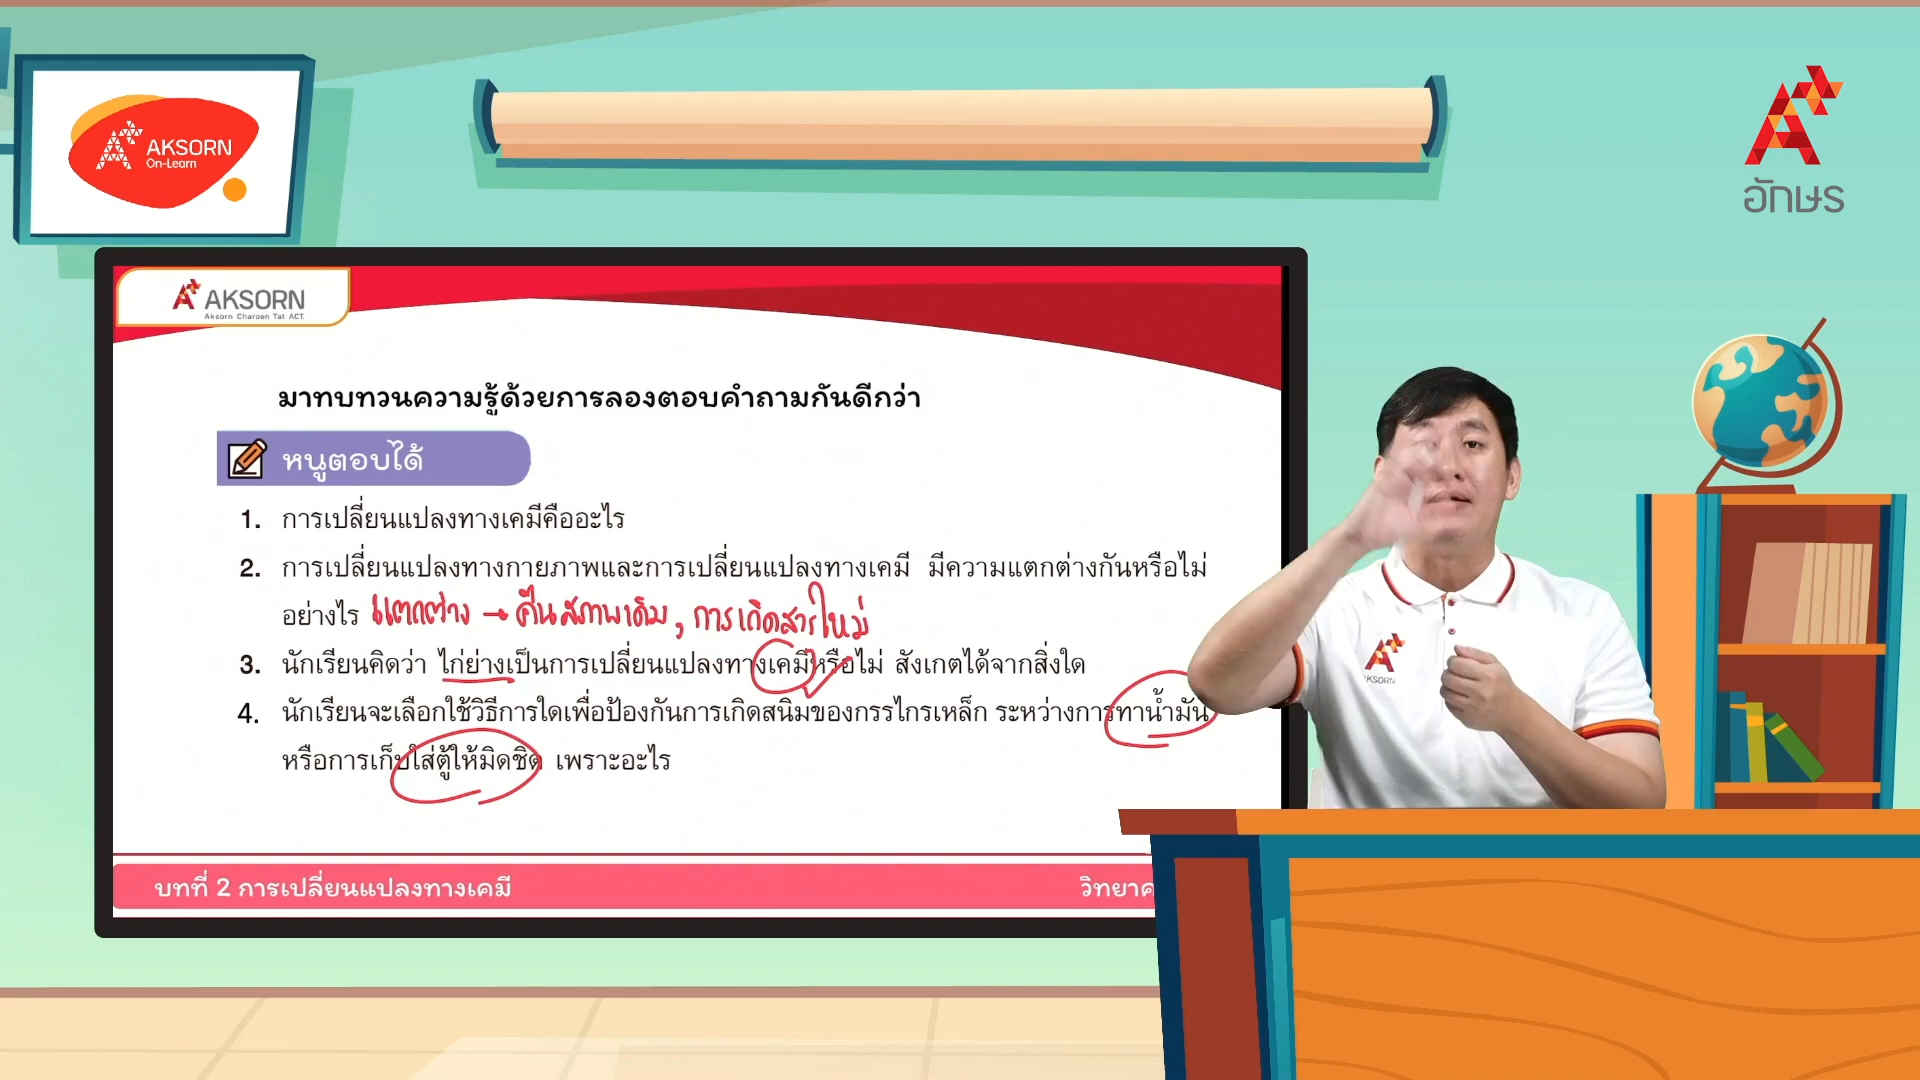 AKSORN
On-Learn
อักษร
AKSORN
Aksorn Charoen Tat ACT.
มาทบทวนความรู้ด้วยการลองตอบคำถามกันดีกว่า
หนูตอบได้
1. การเปลี่ยนแปลงทางเคมีคืออะไร
2. การเปลี่ยนแปลงทางกายภาพและการเปลี่ยนแปลงทางเคมี มีความแตกต่างกันหรือไม่
อย่างไร แตกต่าง → คืนสภาพเดิม, การเกิดสารใหม่
3. นักเรียนคิดว่า ไก่ย่างเป็นการเปลี่ยนแปลงทางเคมีหรือไม่ สังเกตได้จากสิ่งใด
4. นักเรียนจะเลือกใช้วิธีการใดเพื่อป้องกันการเกิดสนิมของกรรไกรเหล็ก ระหว่างการทาน้ำมัน
หรือการเก็บใส่ตู้ให้มิดชิด เพราะอะไร
AKSORN
บทที่ 2 การเปลี่ยนแปลงทางเคมี